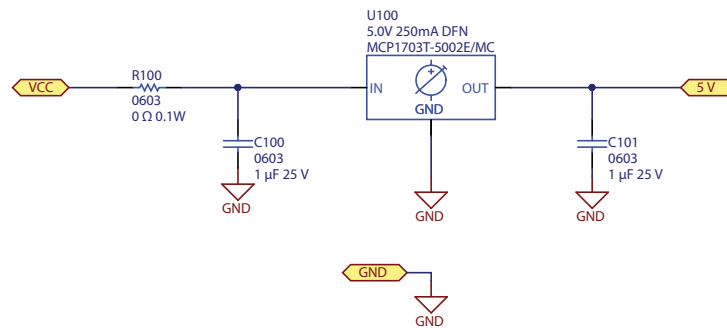 U100
5.0V 250mA DFN
MCP1703T-5002E/MC
VCC
R100
0603
0 Ω 0.1W
IN
OUT
GND
5 V
C100
0603
1 µF 25 V
C101
0603
1 µF 25 V
GND
GND
GND
GND
GND